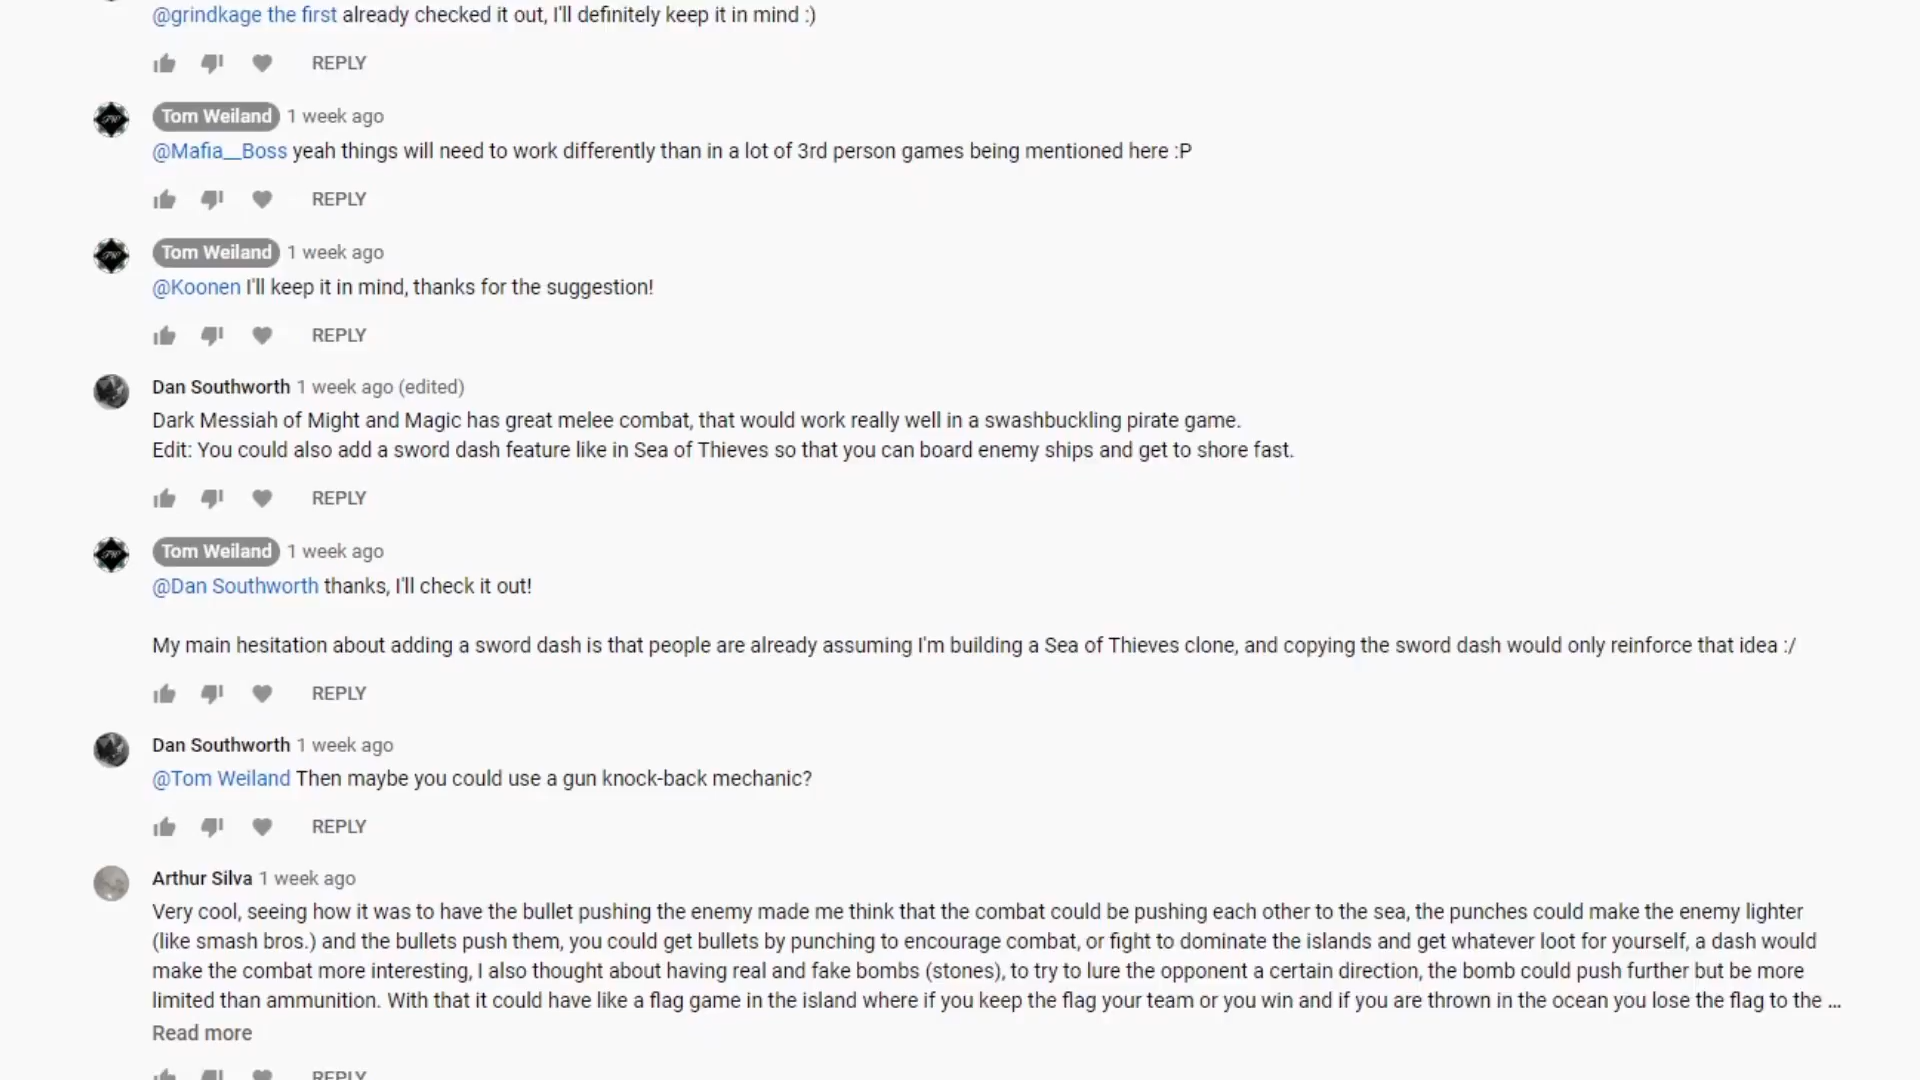 @grindkage the first already checked it out, I'll definitely keep it in mind :)
REPLY
Tom Weiland 1 week ago
@Mafia__Boss yeah things will need to work differently than in a lot of 3rd person games being mentioned here :P
REPLY
Tom Weiland 1 week ago
@Koonen I'll keep it in mind, thanks for the suggestion!
REPLY
Dan Southworth 1 week ago (edited)
Dark Messiah of Might and Magic has great melee combat, that would work really well in a swashbuckling pirate game.
Edit: You could also add a sword dash feature like in Sea of Thieves so that you can board enemy ships and get to shore fast.
REPLY
Tom Weiland 1 week ago
@Dan Southworth thanks, I'll check it out!
My main hesitation about adding a sword dash is that people are already assuming I'm building a Sea of Thieves clone, and copying the sword dash would only reinforce that idea :/
REPLY
Dan Southworth 1 week ago
@Tom Weiland Then maybe you could use a gun knock-back mechanic?
REPLY
Arthur Silva 1 week ago
Very cool, seeing how it was to have the bullet pushing the enemy made me think that the combat could be pushing each other to the sea, the punches could make the enemy lighter
(like smash bros.) and the bullets push them, you could get bullets by punching to encourage combat, or fight to dominate the islands and get whatever loot for yourself, a dash would
make the combat more interesting, I also thought about having real and fake bombs (stones), to try to lure the opponent a certain direction, the bomb could push further but be more
limited than ammunition. With that it could have like a flag game in the island where if you keep the flag your team or you win and if you are thrown in the ocean you lose the flag to the ...
Read more
REPLY